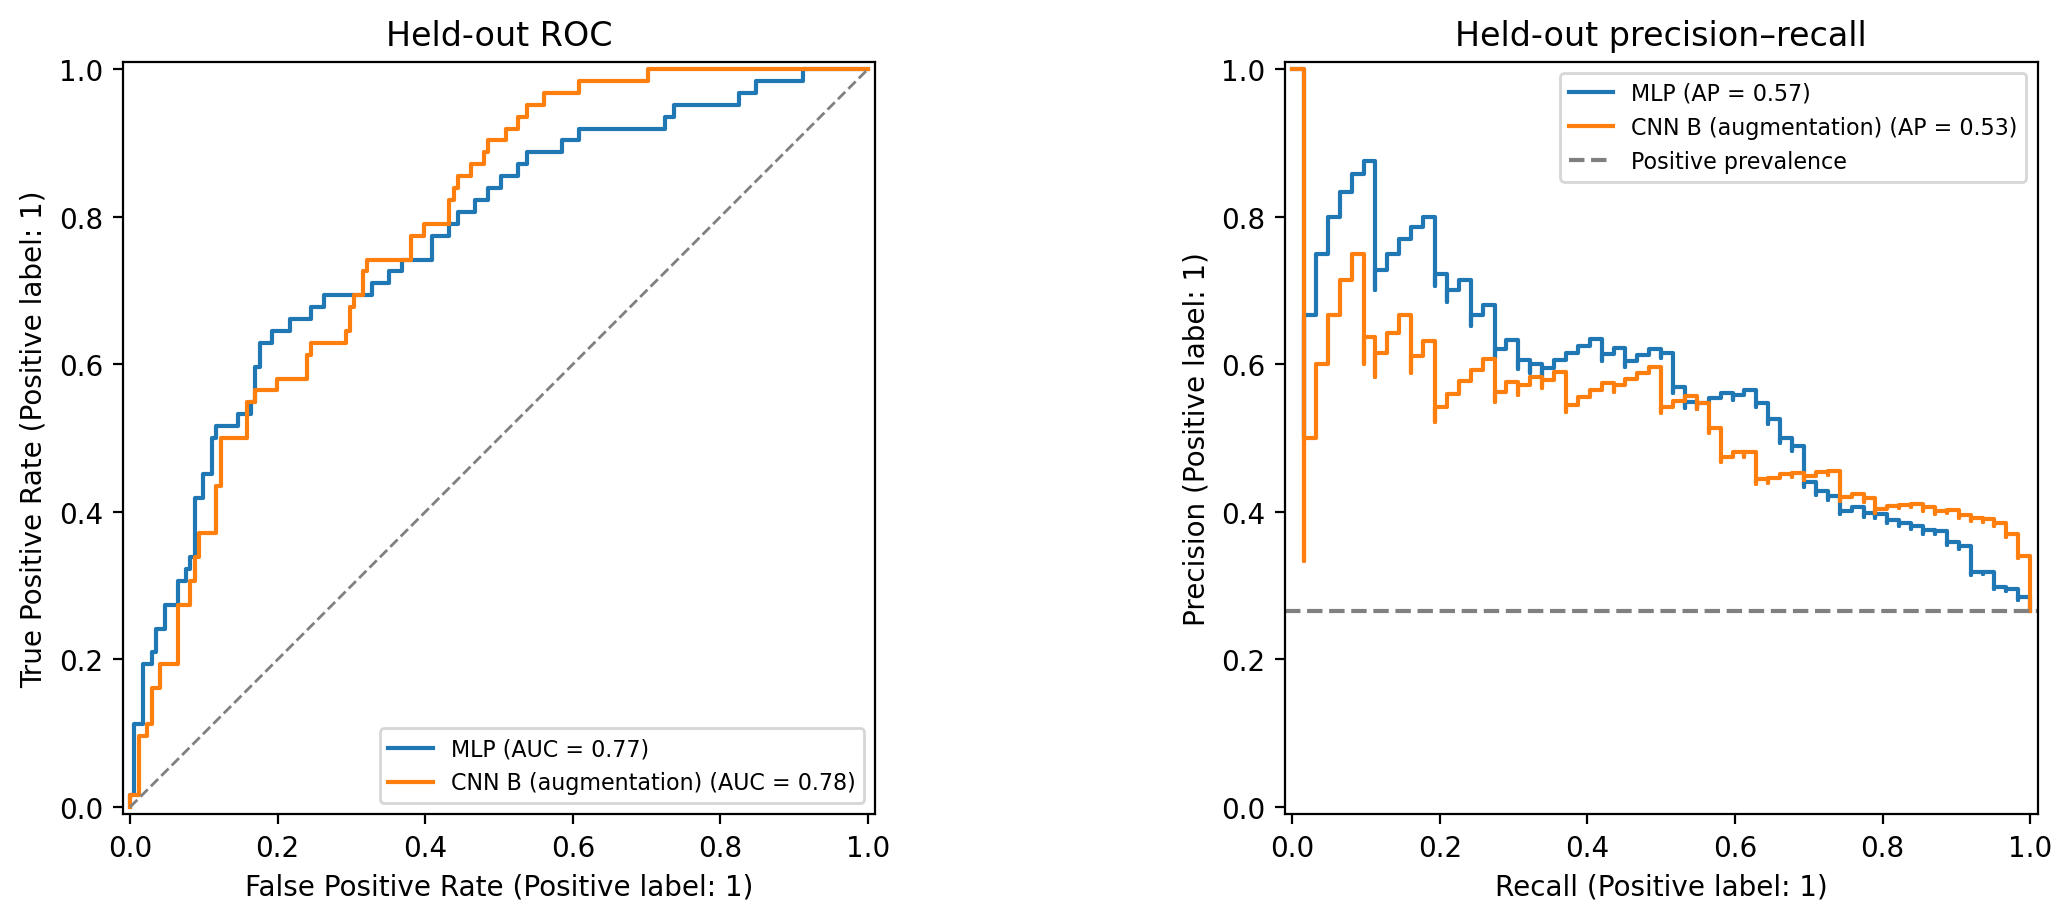 Held-out ROC
True Positive Rate (Positive label: 1)
1.0
0.8
0.6
0.4
0.2
0.0
MLP (AUC = 0.77)
CNN B (augmentation) (AUC = 0.78)
0.0 0.2 0.4 0.6 0.8 1.0
False Positive Rate (Positive label: 1)
Held-out precision–recall
Precision (Positive label: 1)
1.0
0.8
0.6
0.4
0.2
0.0
MLP (AP = 0.57)
CNN B (augmentation) (AP = 0.53)
Positive prevalence
0.0 0.2 0.4 0.6 0.8 1.0
Recall (Positive label: 1)